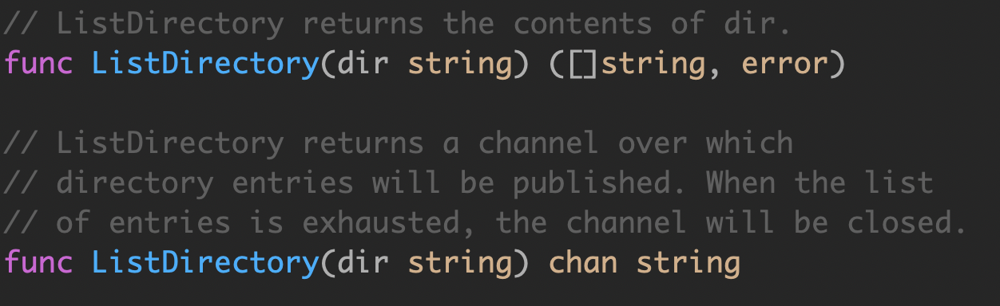 // ListDirectory returns the contents of dir.
func ListDirectory(dir string) ([]string, error)
// ListDirectory returns a channel over which
// directory entries will be published. When the list
// of entries is exhausted, the channel will be closed.
func ListDirectory(dir string) chan string